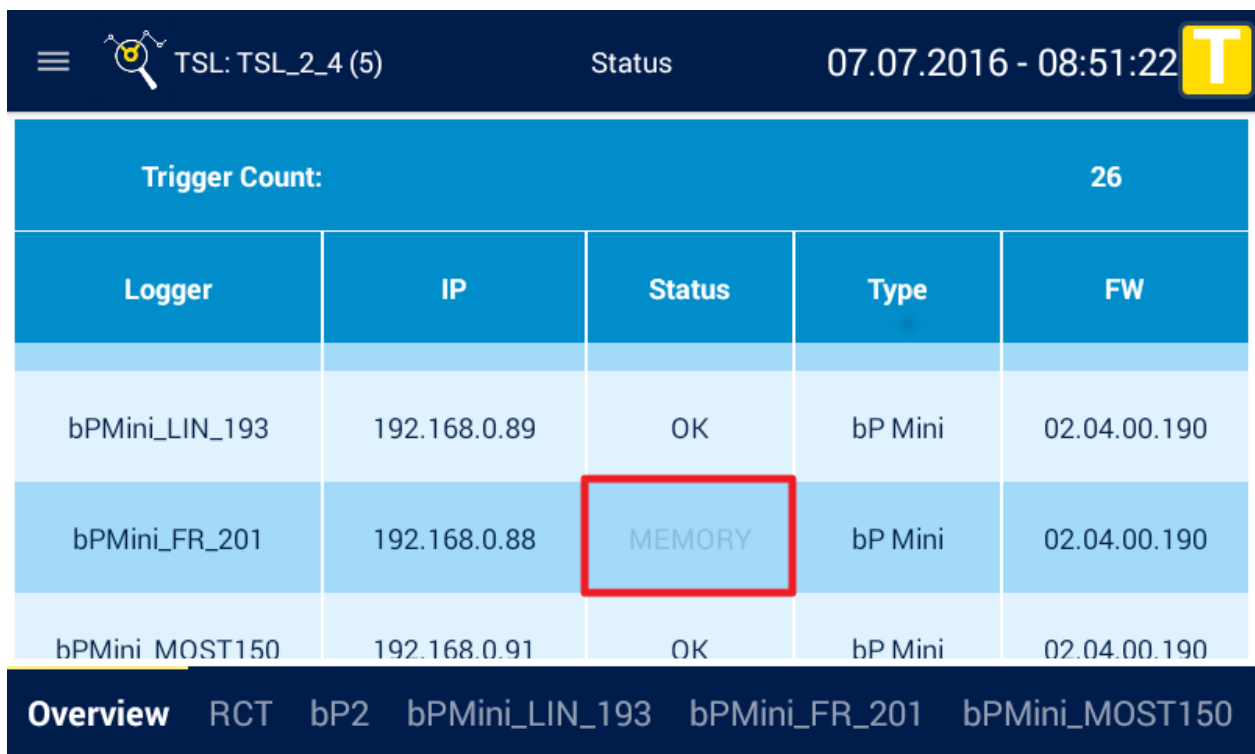 TSL: TSL_2_4 (5) Status 07.07.2016 - 08:51:22 T
Trigger Count: 26
Logger IP Status Type FW
bPMini_LIN_193 192.168.0.89 OK bP Mini 02.04.00.190
bPMini_FR_201 192.168.0.88 MEMORY bP Mini 02.04.00.190
bPMini_MOST150 192.168.0.91 OK bP Mini 02.04.00.190
Overview RCT bP2 bPMini_LIN_193 bPMini_FR_201 bPMini_MOST150